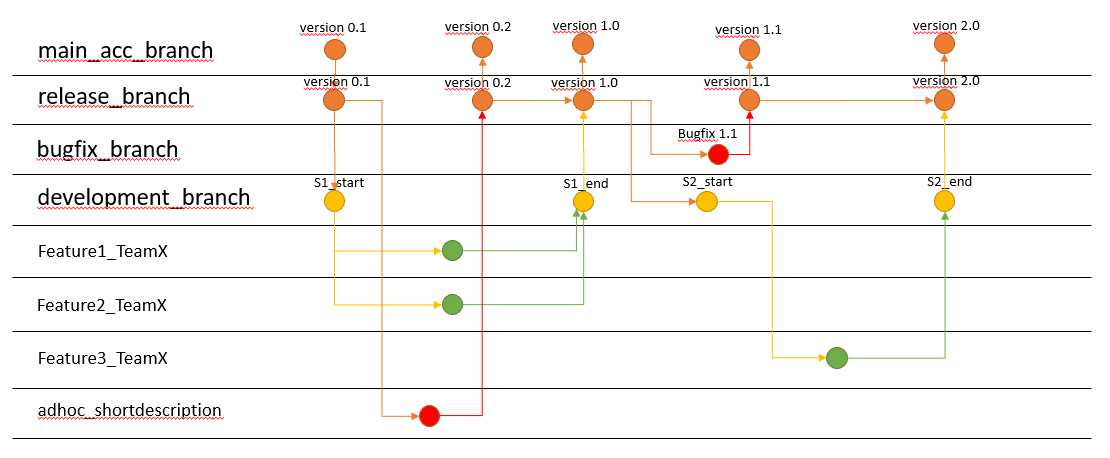 version 0.1
version 0.2
version 1.0
version 1.1
version 2.0
main_acc_branch
version 0.1
version 0.2
version 1.0
version 1.1
version 2.0
release_branch
Bugfix 1.1
bugfix_branch
S1_start
S1_end
S2_start
S2_end
development_branch
Feature1_TeamX
Feature2_TeamX
Feature3_TeamX
adhoc_shortdescription